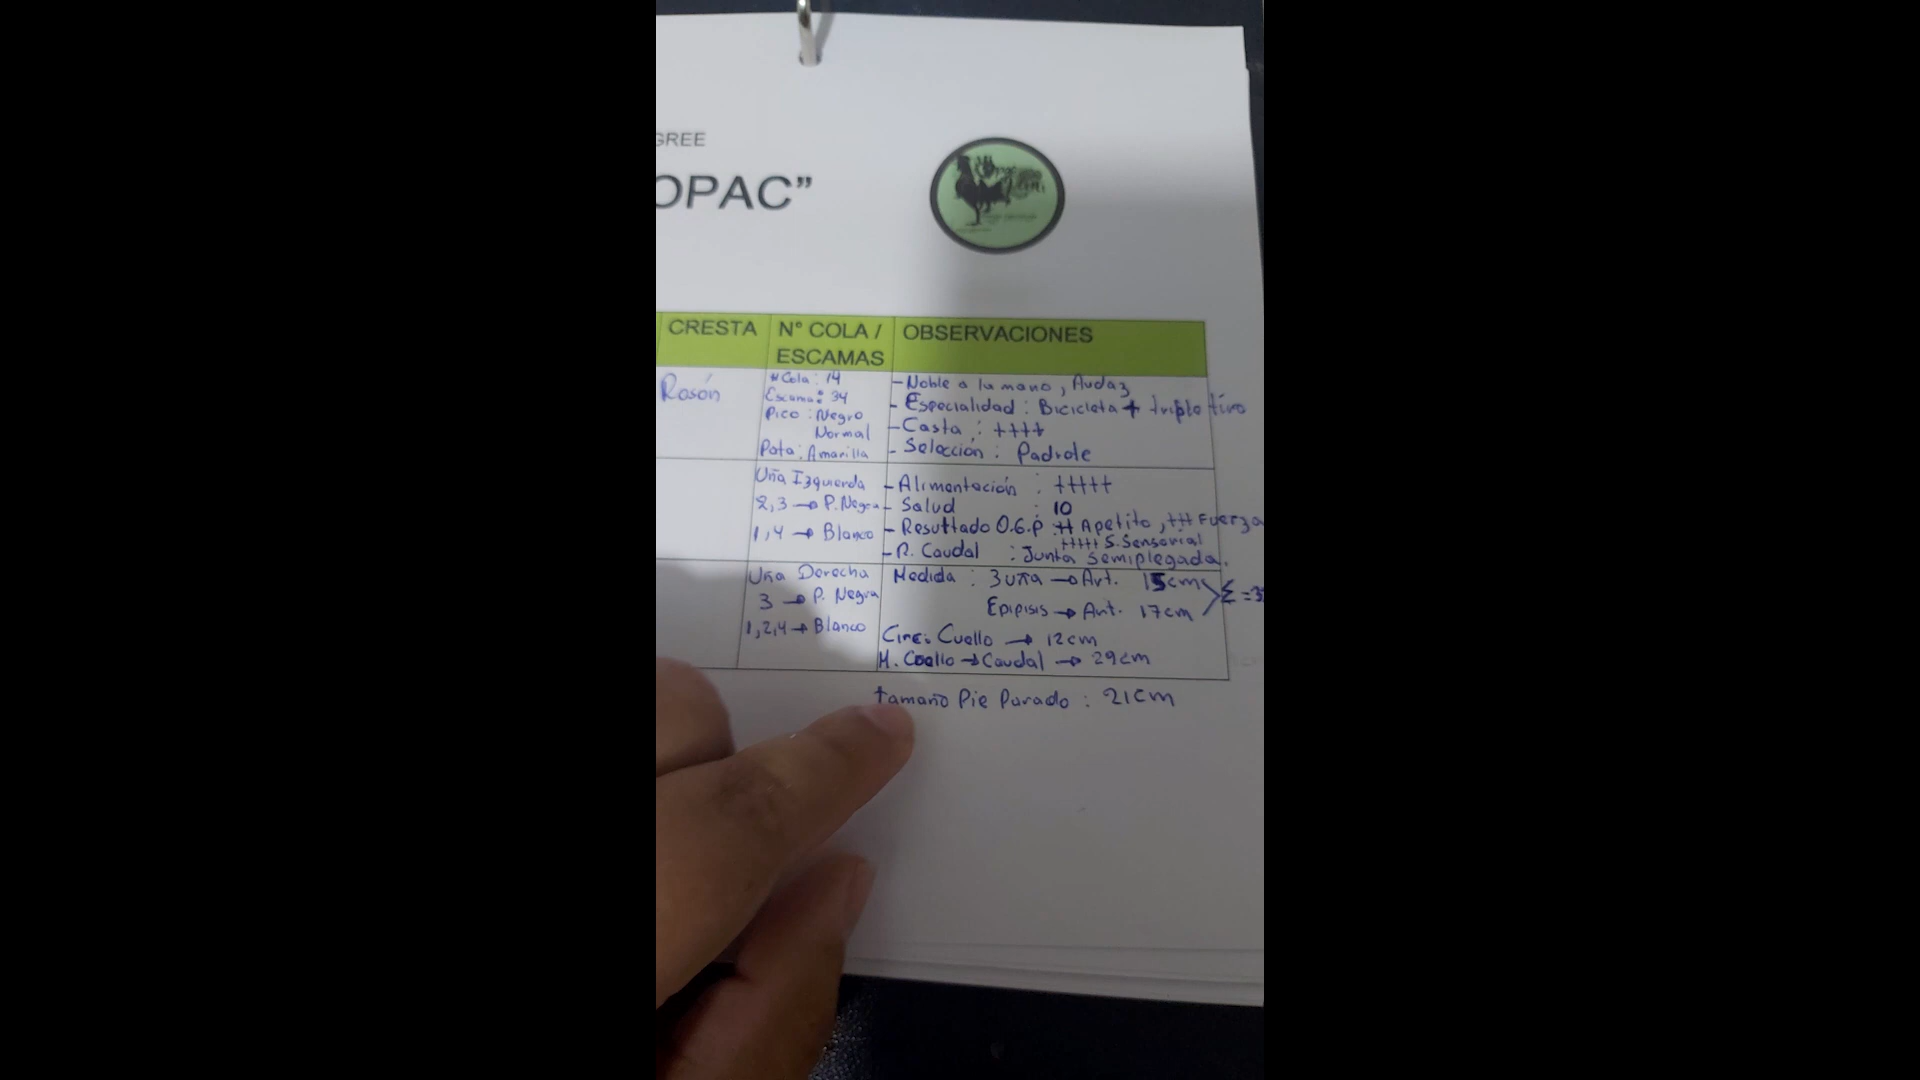 GREE
OPAC”
CRESTA
N° COLA / ESCAMAS
OBSERVACIONES
Rosón
# Cola : 14
Escama: 34
Pico : Negro
Normal
Pata : Amarilla
- Noble a la mano, Audaz
- Especialidad : Bicicleta + triple tiro
- Casta : ++++
- Selección : Padrote
Uña Izquierda
2,3 → P. Negra
1,4 → Blanco
- Alimentación : +++++
- Salud : 10
- Resultado O.G.P : ++ Apetito, +++ Fuerza
+++++ S. Sensorial
- R. Caudal : Junta semiplegada.
Uña Derecha
3 → P. Negra
1,2,4 → Blanco
Medida : 3 uña → Art. 15cm
Epipisis → Ant. 17cm
Σ = 3
Circ. Cuello → 12cm
M. Cuello → Caudal → 29cm
tamaño Pie Parado : 21cm